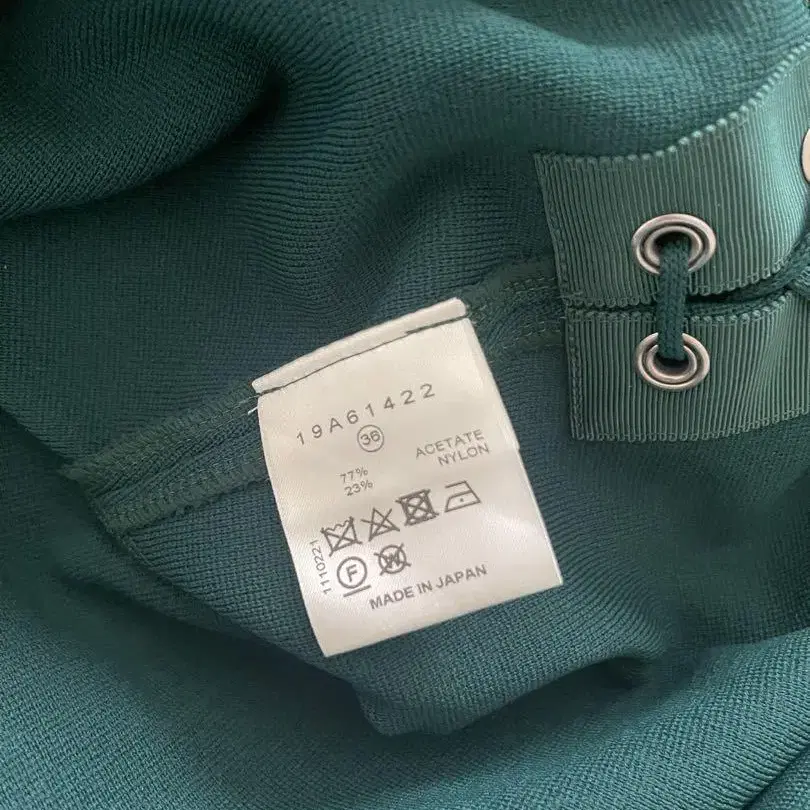 19A61422
36
77% ACETATE
23% NYLON
1110221
F
W
MADE IN JAPAN